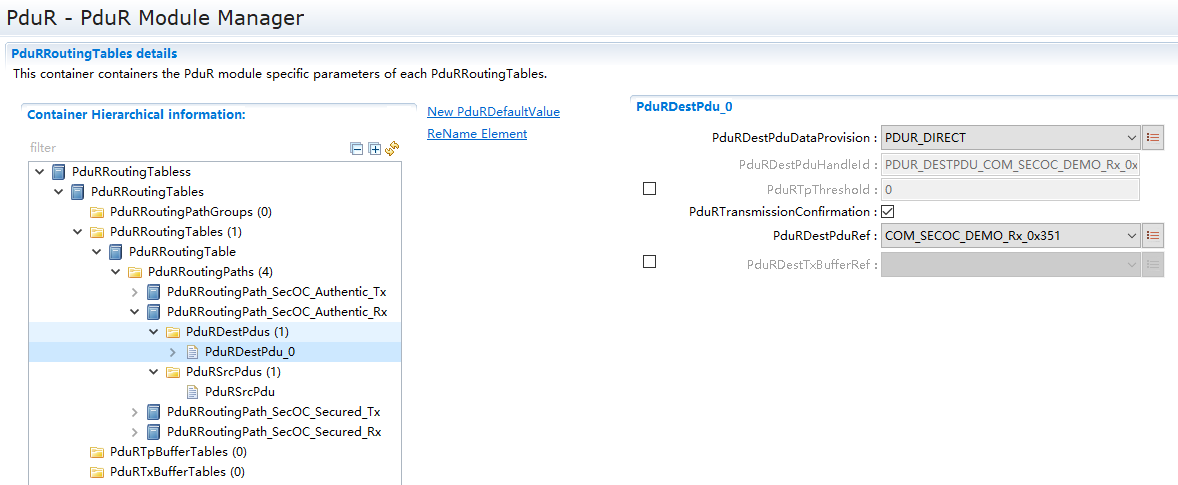 PduR - PduR Module Manager
PduRRoutingTables details
This container containers the PduR module specific parameters of each PduRRoutingTables.
Container Hierarchical information:
filter
PduRRoutingTabless
PduRRoutingTables
PduRRoutingPathGroups (0)
PduRRoutingTables (1)
PduRRoutingTable
PduRRoutingPaths (4)
PduRRoutingPath_SecOC_Authentic_Tx
PduRRoutingPath_SecOC_Authentic_Rx
PduRDestPdus (1)
PduRDestPdu_0
PduRSrcPdus (1)
PduRSrcPdu
PduRRoutingPath_SecOC_Secured_Tx
PduRRoutingPath_SecOC_Secured_Rx
PduRTpBufferTables (0)
PduRTxBufferTables (0)
New PduRDefaultValue
ReName Element
PduRDestPdu_0
PduRDestPduDataProvision : PDUR_DIRECT
PduRDestPduHandleId : PDUR_DESTPDU_COM_SECOC_DEMO_Rx_0x
PduRTpThreshold : 0
PduRTransmissionConfirmation :
PduRDestPduRef : COM_SECOC_DEMO_Rx_0x351
PduRDestTxBufferRef :